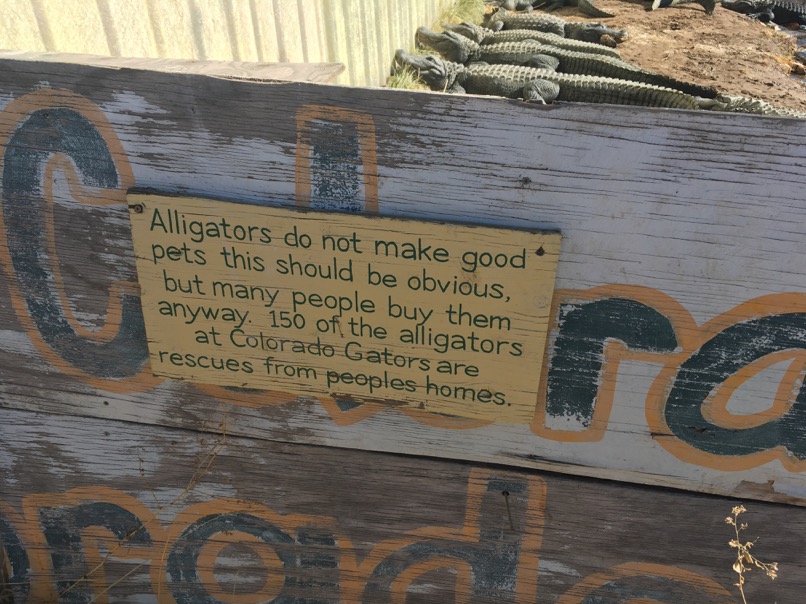 Alligators do not make good
pets this should be obvious,
but many people buy them
anyway. 150 of the alligators
at Colorado Gators are
rescues from peoples homes.